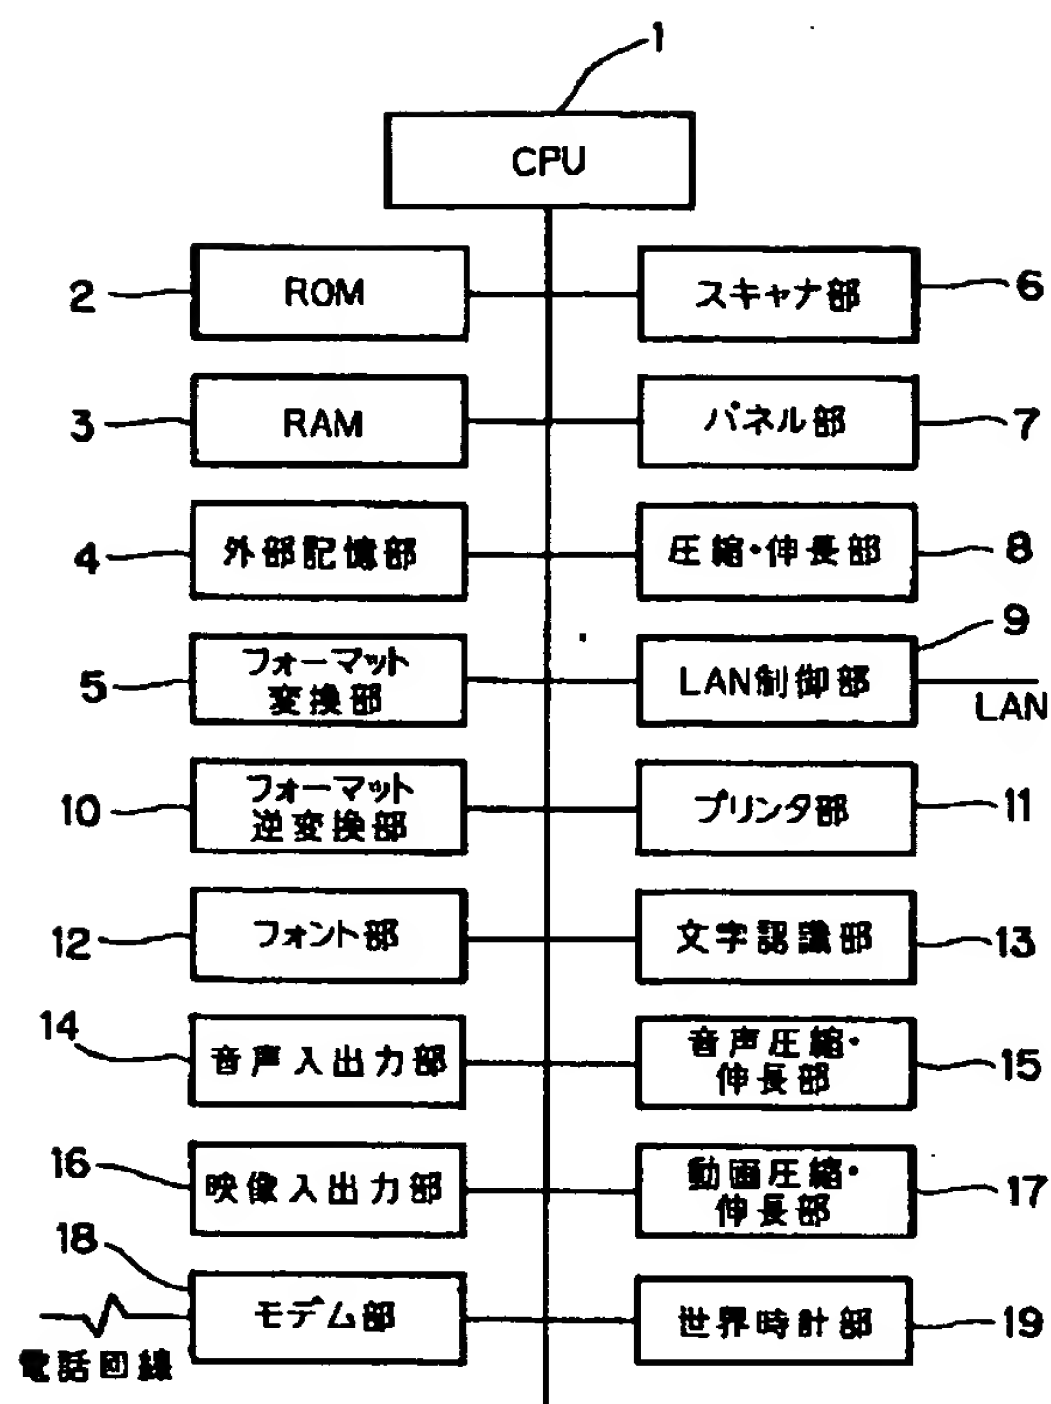 1
CPU
2
ROM
スキャナ部
6
3
RAM
パネル部
7
4
外部記憶部
圧縮・伸長部
8
5
フォーマット
変換部
LAN制御部
9
LAN
10
フォーマット
逆変換部
プリンタ部
11
12
フォント部
文字認識部
13
14
音声入出力部
音声圧縮・
伸長部
15
16
映像入出力部
動画圧縮・
伸長部
17
18
モデム部
電話回線
世界時計部
19